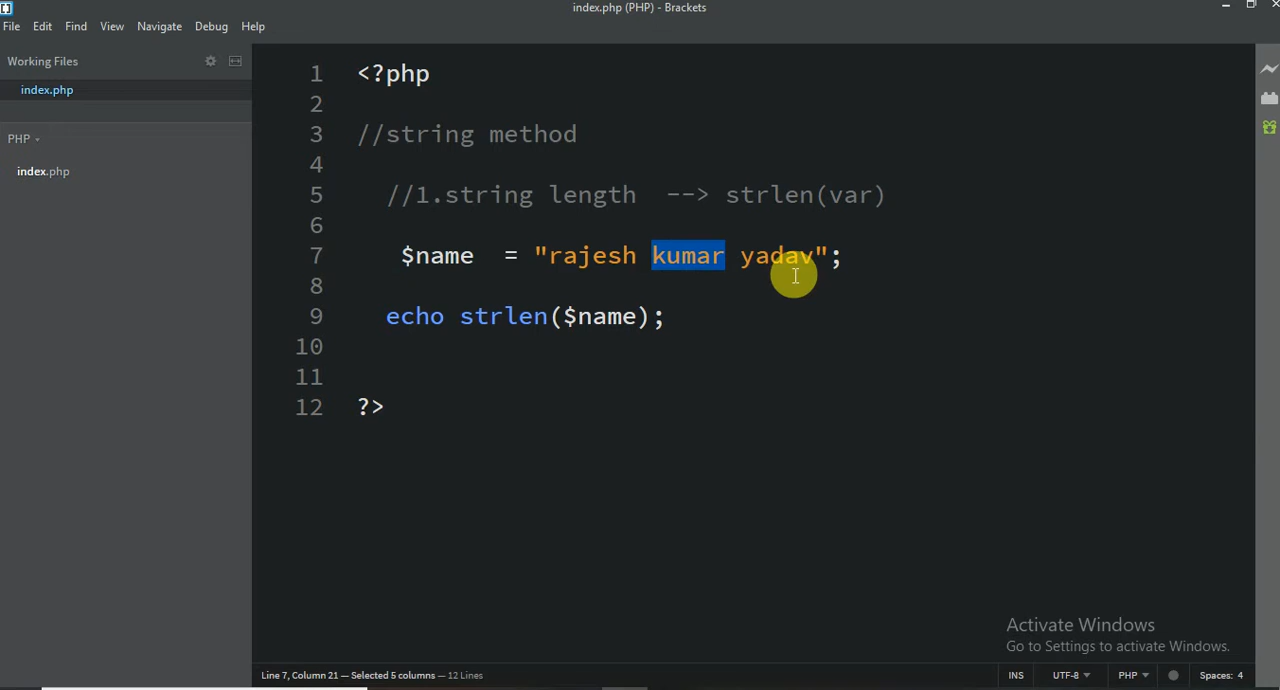 index.php (PHP) - Brackets
File Edit Find View Navigate Debug Help
Working Files
index.php
PHP
index.php
1 <?php
2
3 //string method
4
5 //1.string length --> strlen(var)
6
7 $name = "rajesh kumar yadav";
8
9 echo strlen($name);
10
11
12 ?>
Activate Windows
Go to Settings to activate Windows.
Line 7, Column 21 — Selected 5 columns — 12 Lines
INS UTF-8 PHP Spaces: 4